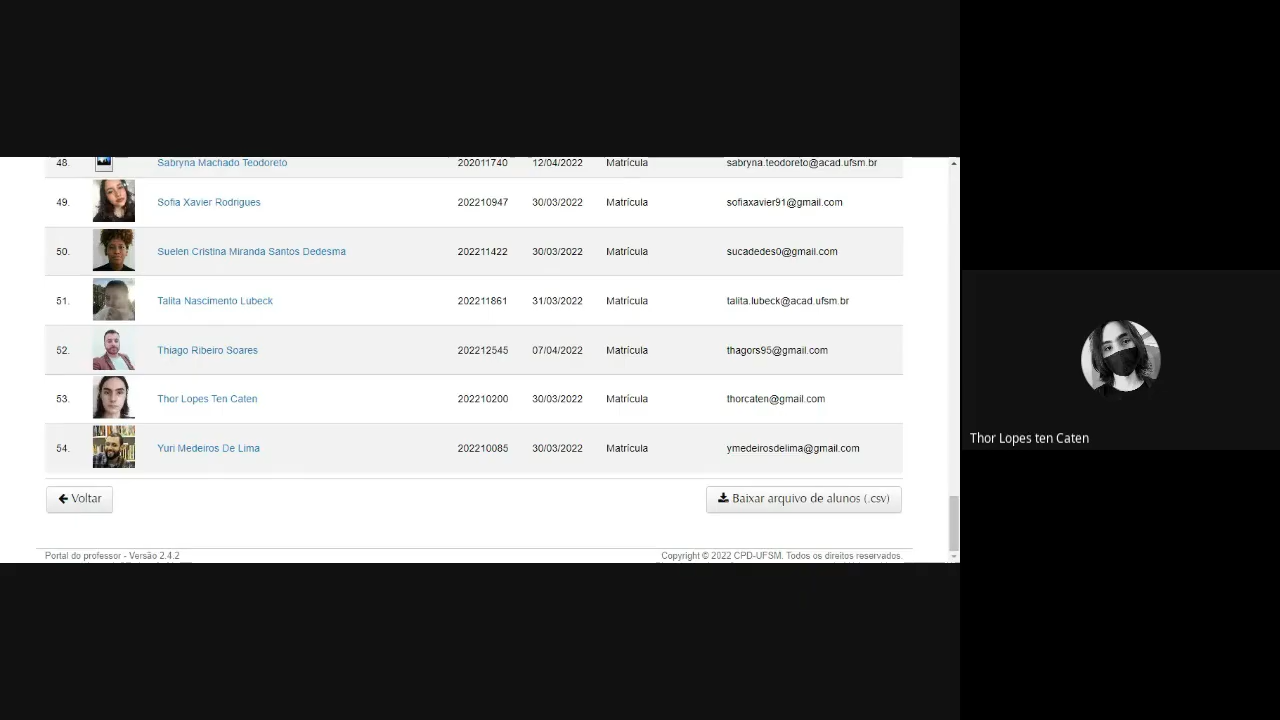 48. Sabryna Machado Teodoreto 202011740 12/04/2022 Matrícula sabryna.teodoreto@acad.ufsm.br
49. Sofia Xavier Rodrigues 202210947 30/03/2022 Matrícula sofiaxavier91@gmail.com
50. Suelen Cristina Miranda Santos Dedesma 202211422 30/03/2022 Matrícula sucadedes0@gmail.com
51. Talita Nascimento Lubeck 202211861 31/03/2022 Matrícula talita.lubeck@acad.ufsm.br
52. Thiago Ribeiro Soares 202212545 07/04/2022 Matrícula thagors95@gmail.com
53. Thor Lopes Ten Caten 202210200 30/03/2022 Matrícula thorcaten@gmail.com
54. Yuri Medeiros De Lima 202210085 30/03/2022 Matrícula ymedeirosdelima@gmail.com
Voltar Baixar arquivo de alunos (.csv)
Portal do professor - Versão 2.4.2 Copyright © 2022 CPD-UFSM. Todos os direitos reservados.
Thor Lopes ten Caten